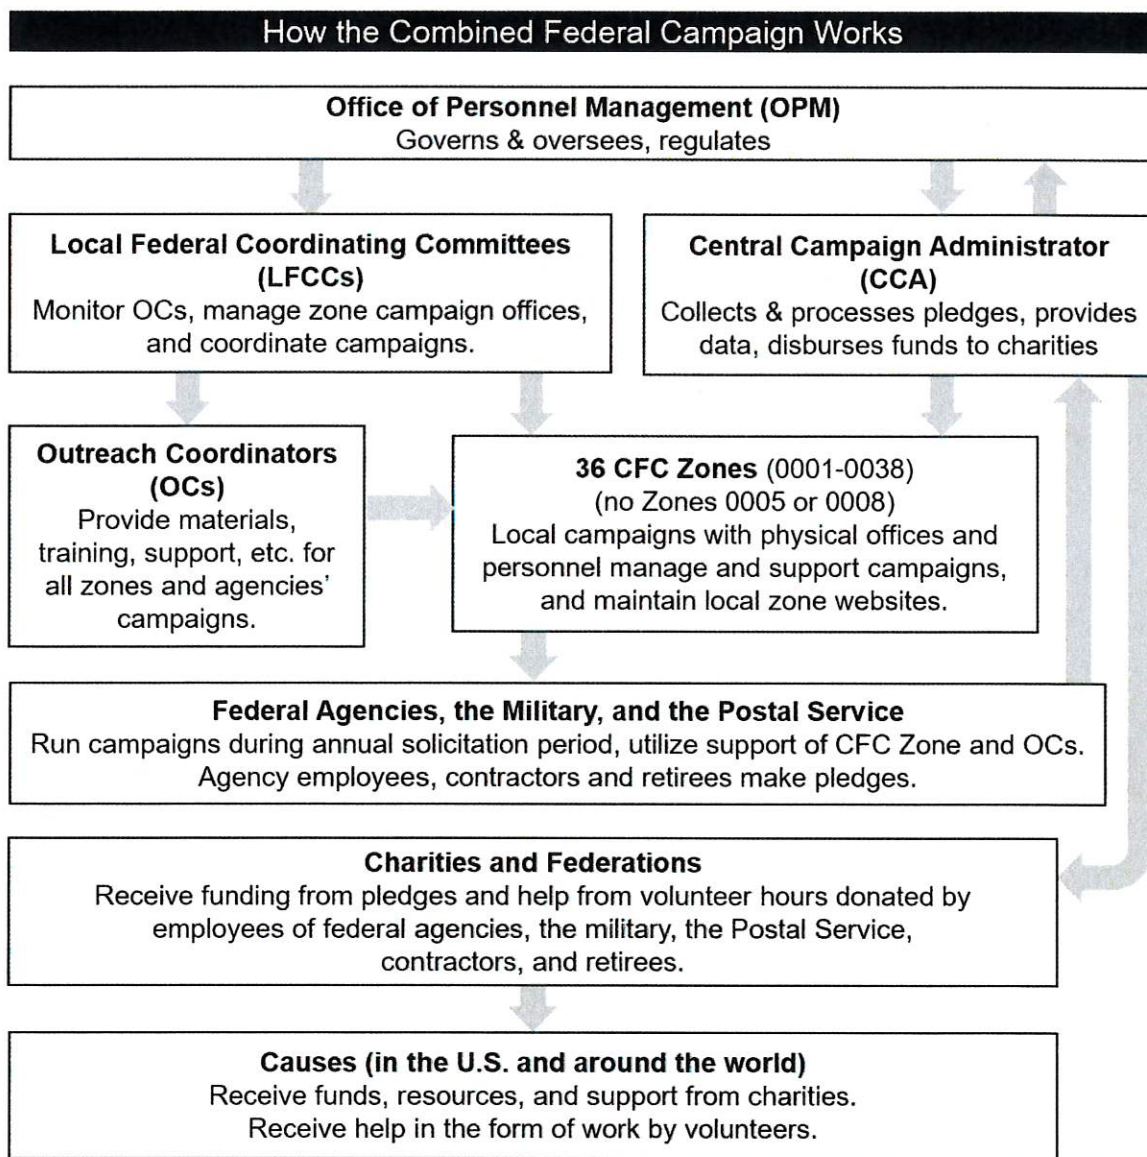 How the Combined Federal Campaign Works
Office of Personnel Management (OPM)
Governs & oversees, regulates
Local Federal Coordinating Committees
(LFCCs)
Monitor OCs, manage zone campaign offices,
and coordinate campaigns.
Central Campaign Administrator
(CCA)
Collects & processes pledges, provides
data, disburses funds to charities
Outreach Coordinators
(OCs)
Provide materials,
training, support, etc. for
all zones and agencies’
campaigns.
36 CFC Zones (0001-0038)
(no Zones 0005 or 0008)
Local campaigns with physical offices and
personnel manage and support campaigns,
and maintain local zone websites.
Federal Agencies, the Military, and the Postal Service
Run campaigns during annual solicitation period, utilize support of CFC Zone and OCs.
Agency employees, contractors and retirees make pledges.
Charities and Federations
Receive funding from pledges and help from volunteer hours donated by
employees of federal agencies, the military, the Postal Service,
contractors, and retirees.
Causes (in the U.S. and around the world)
Receive funds, resources, and support from charities.
Receive help in the form of work by volunteers.